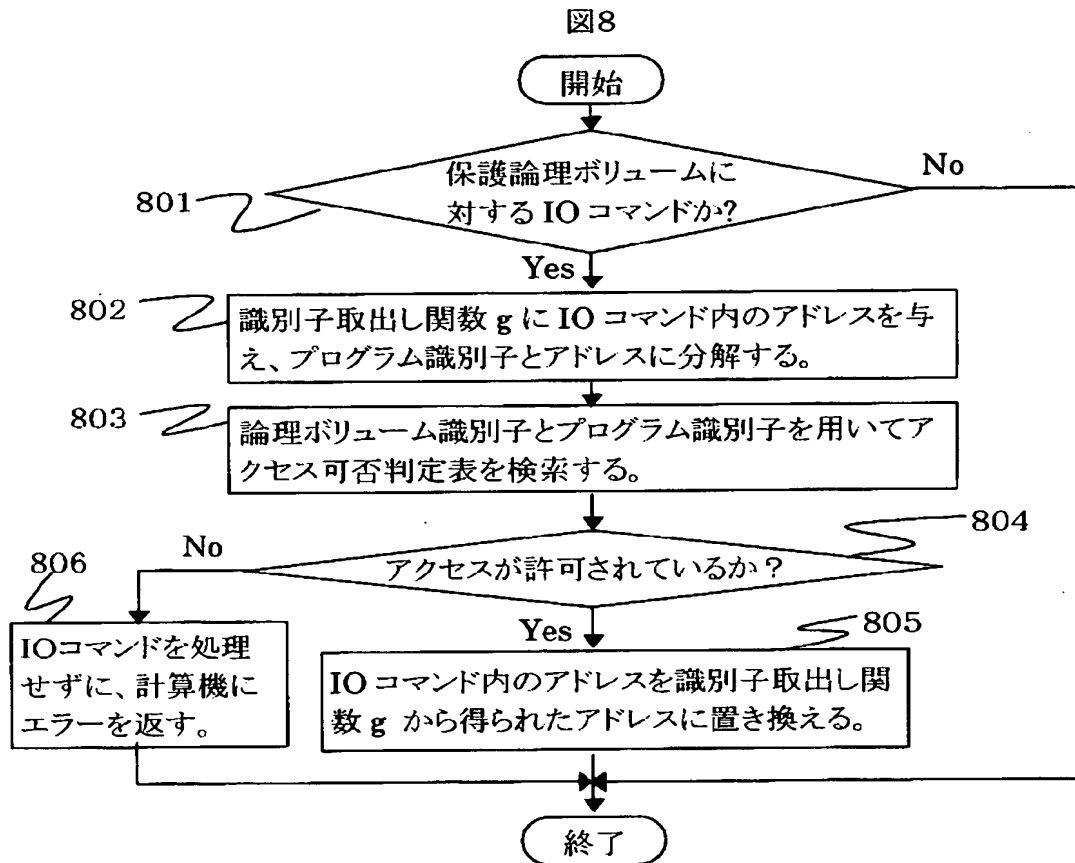 図8
開始
保護論理ボリュームに
対する IO コマンドか?
No
801
Yes
802
識別子取出し関数 g に IO コマンド内のアドレスを与
え、プログラム識別子とアドレスに分解する。
803
論理ボリューム識別子とプログラム識別子を用いてア
クセス可否判定表を検索する。
804
No
806
アクセスが許可されているか？
Yes
805
IOコマンドを処理
せずに、計算機に
エラーを返す。
IO コマンド内のアドレスを識別子取出し関
数 g から得られたアドレスに置き換える。
終了